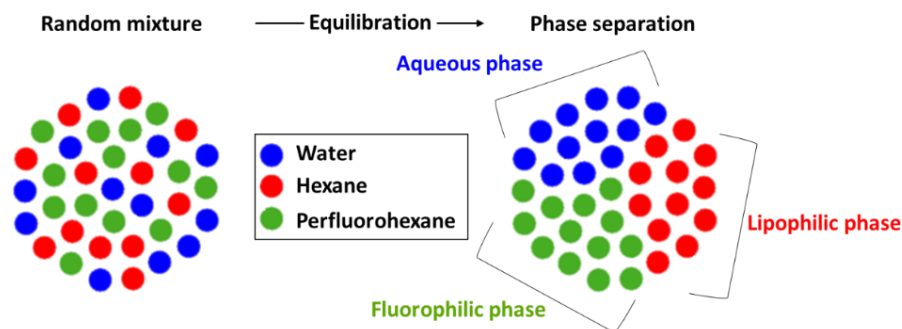 Random mixture
Equilibration
Phase separation
Aqueous phase
Water
Hexane
Perfluorohexane
Lipophilic phase
Fluorophilic phase